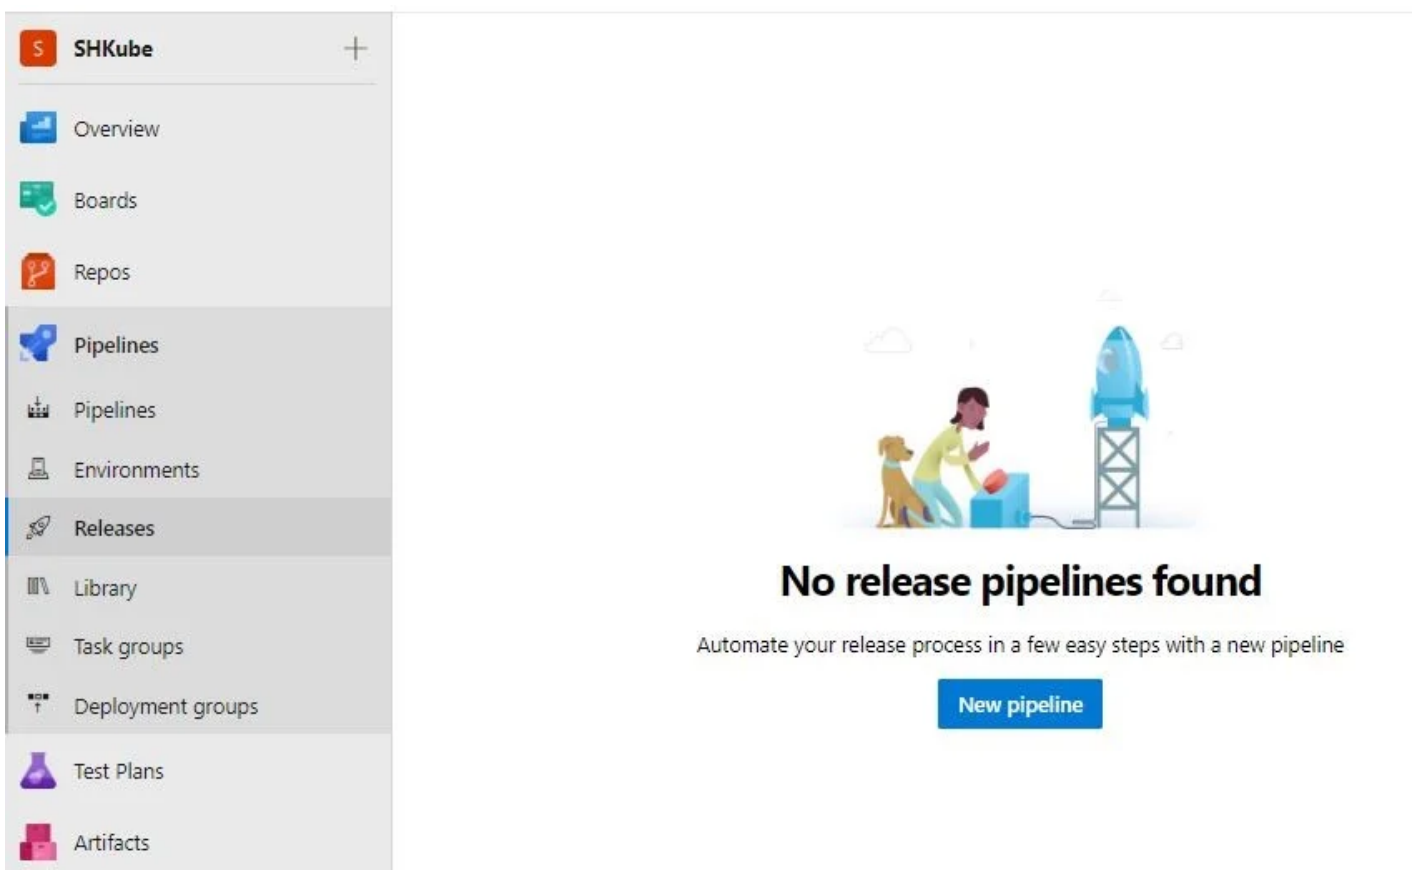 S SHKube
Overview
Boards
Repos
Pipelines
Pipelines
Environments
Releases
Library
Task groups
Deployment groups
Test Plans
Artifacts
No release pipelines found
Automate your release process in a few easy steps with a new pipeline
New pipeline